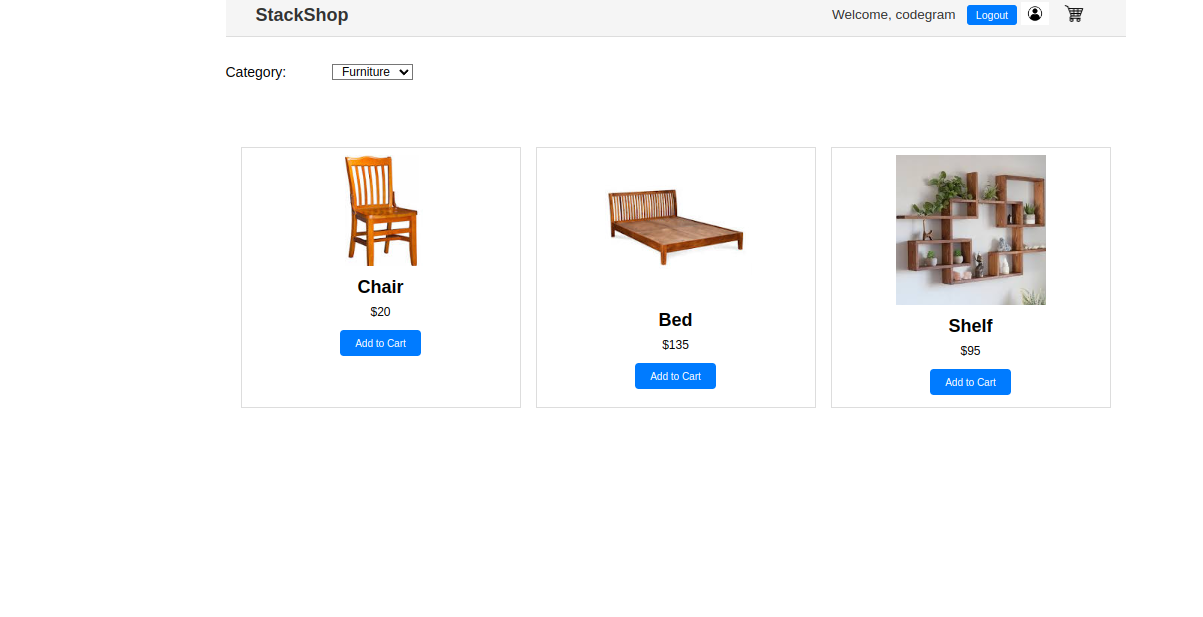 StackShop
Welcome, codegram
Logout
Category:
Furniture
Chair
$20
Add to Cart
Bed
$135
Add to Cart
Shelf
$95
Add to Cart